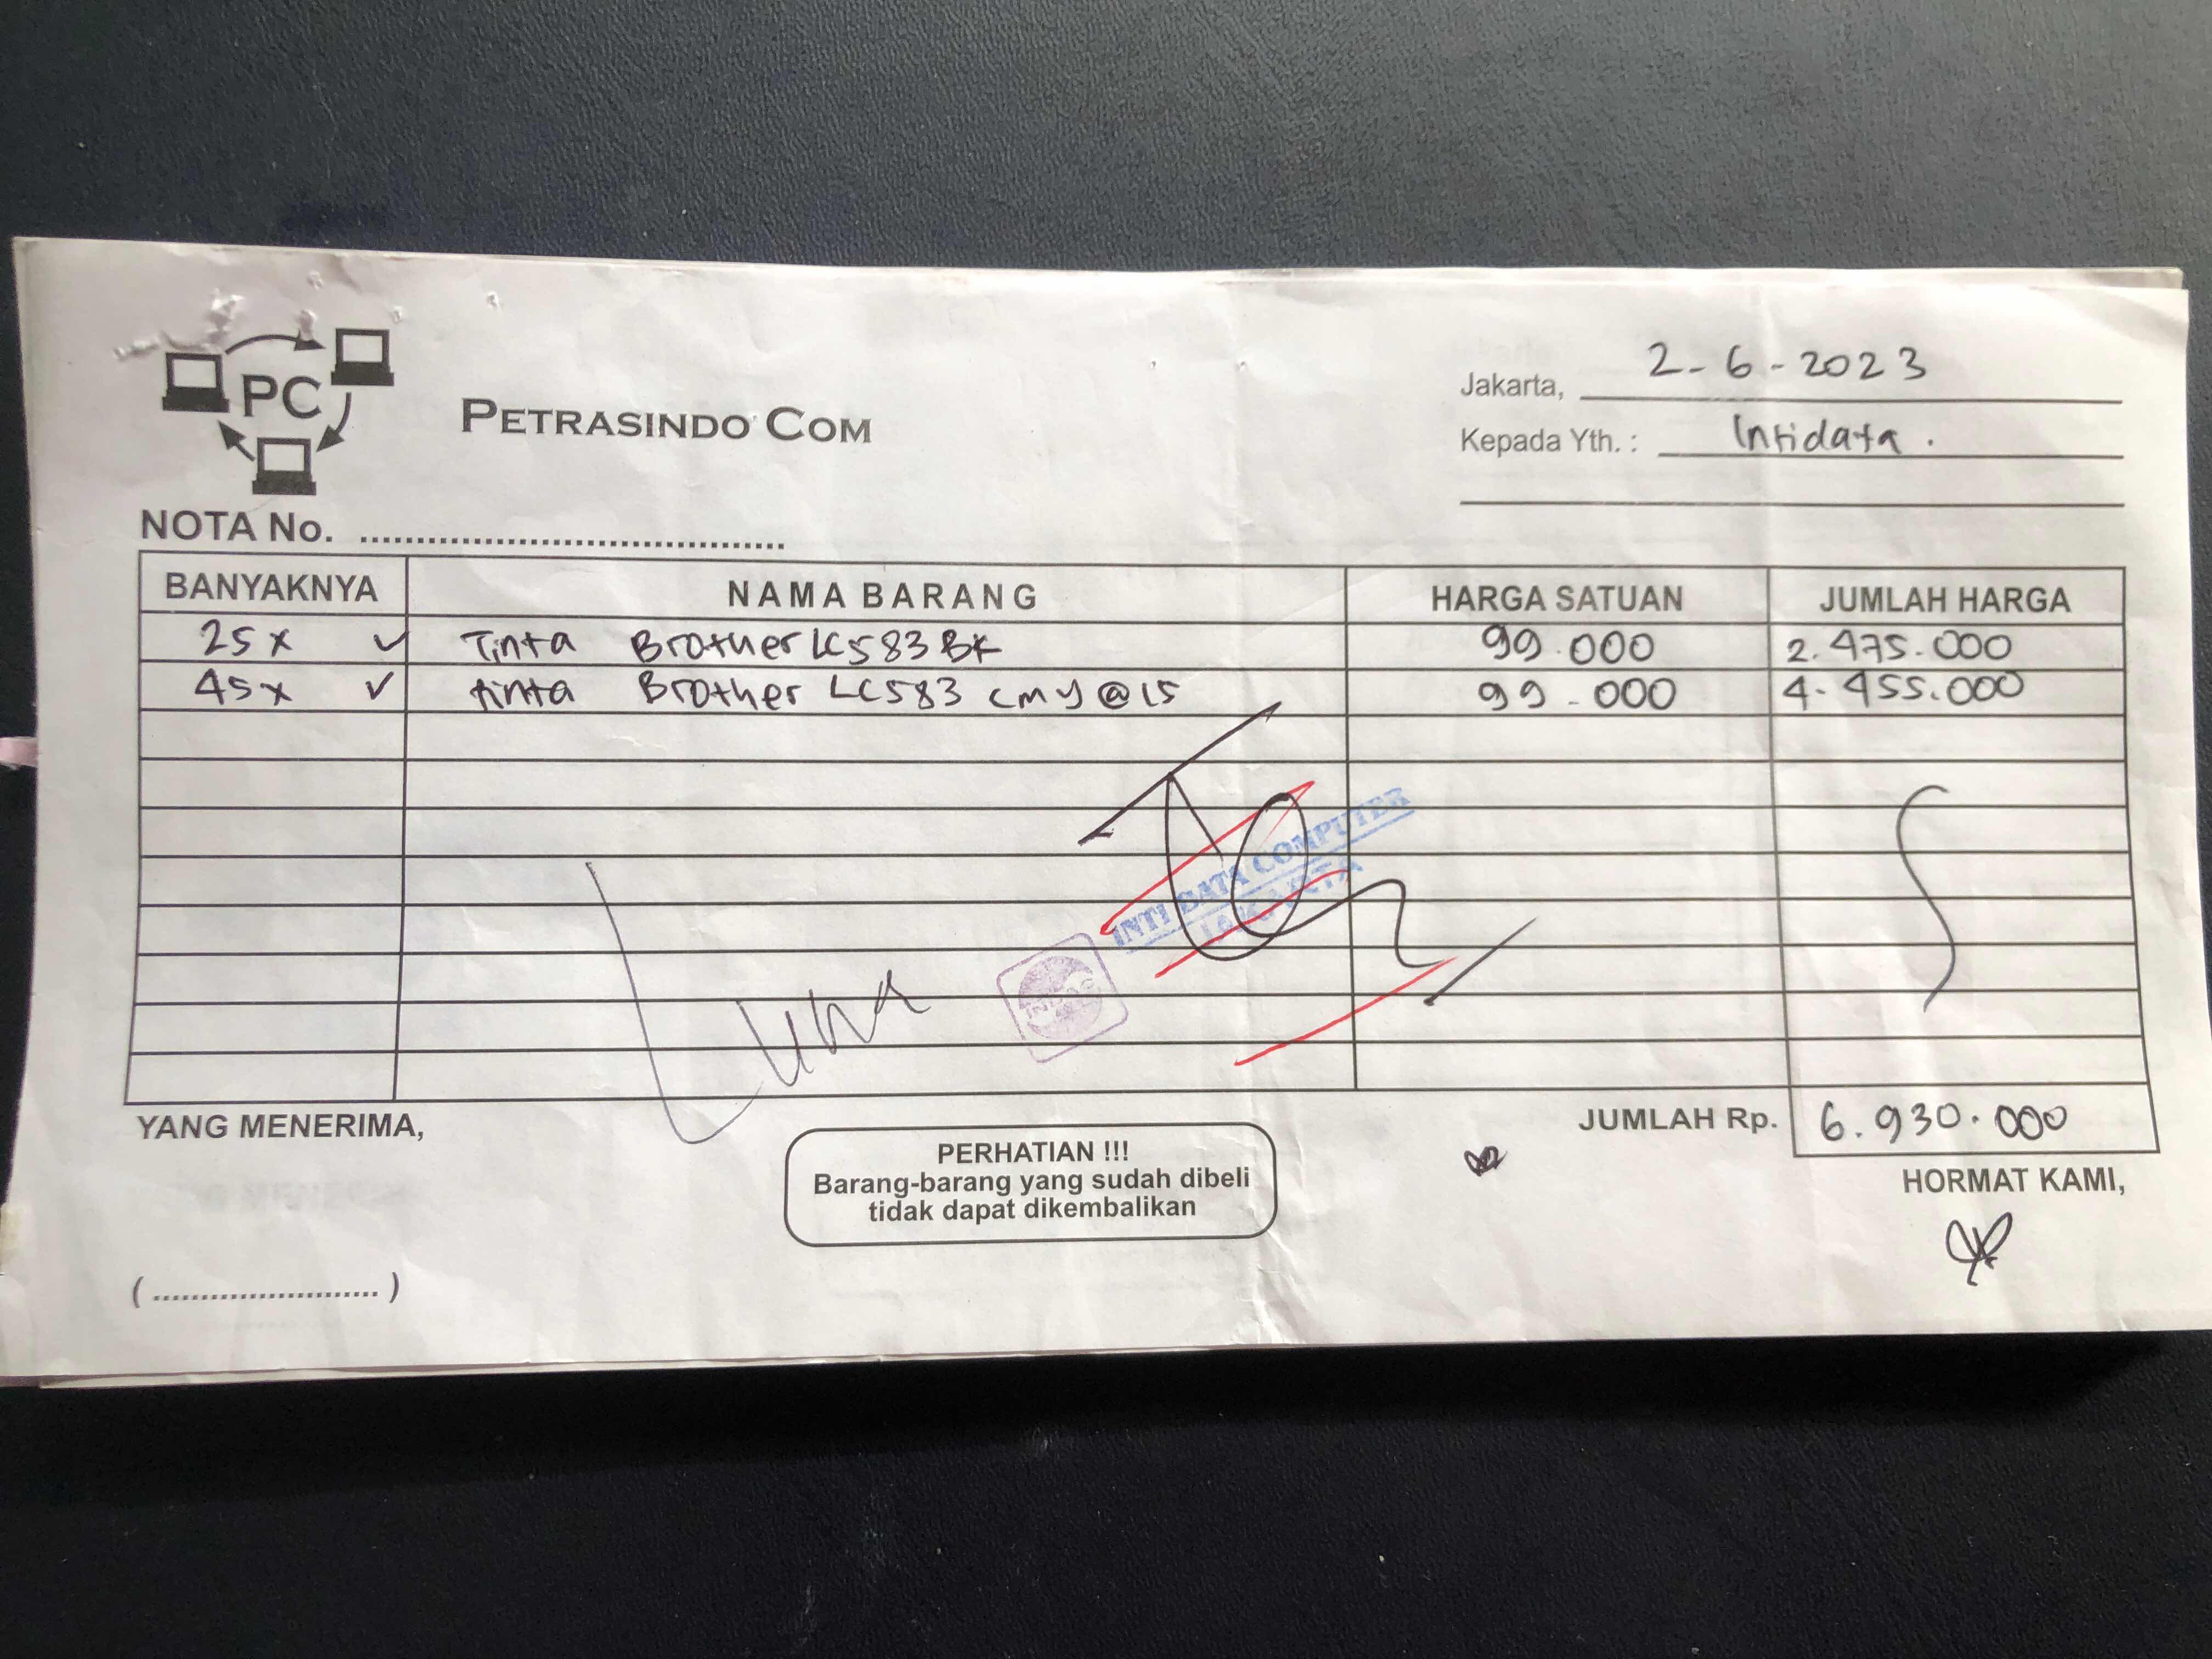 PC
PETRASINDO COM
Jakarta, 2-6-2023
Kepada Yth. : Intidata.
NOTA No. ........................................
BANYAKNYA NAMA BARANG HARGA SATUAN JUMLAH HARGA
25x ✓ Tinta Brother LC583 BK 99.000 2.475.000
45x ✓ tinta Brother LC583 cmy @15 99.000 4.455.000
INTI DATA COMPUTER
JAKARTA
YANG MENERIMA,
JUMLAH Rp. 6.930.000
PERHATIAN !!!
Barang-barang yang sudah dibeli
tidak dapat dikembalikan
HORMAT KAMI,
(........................)